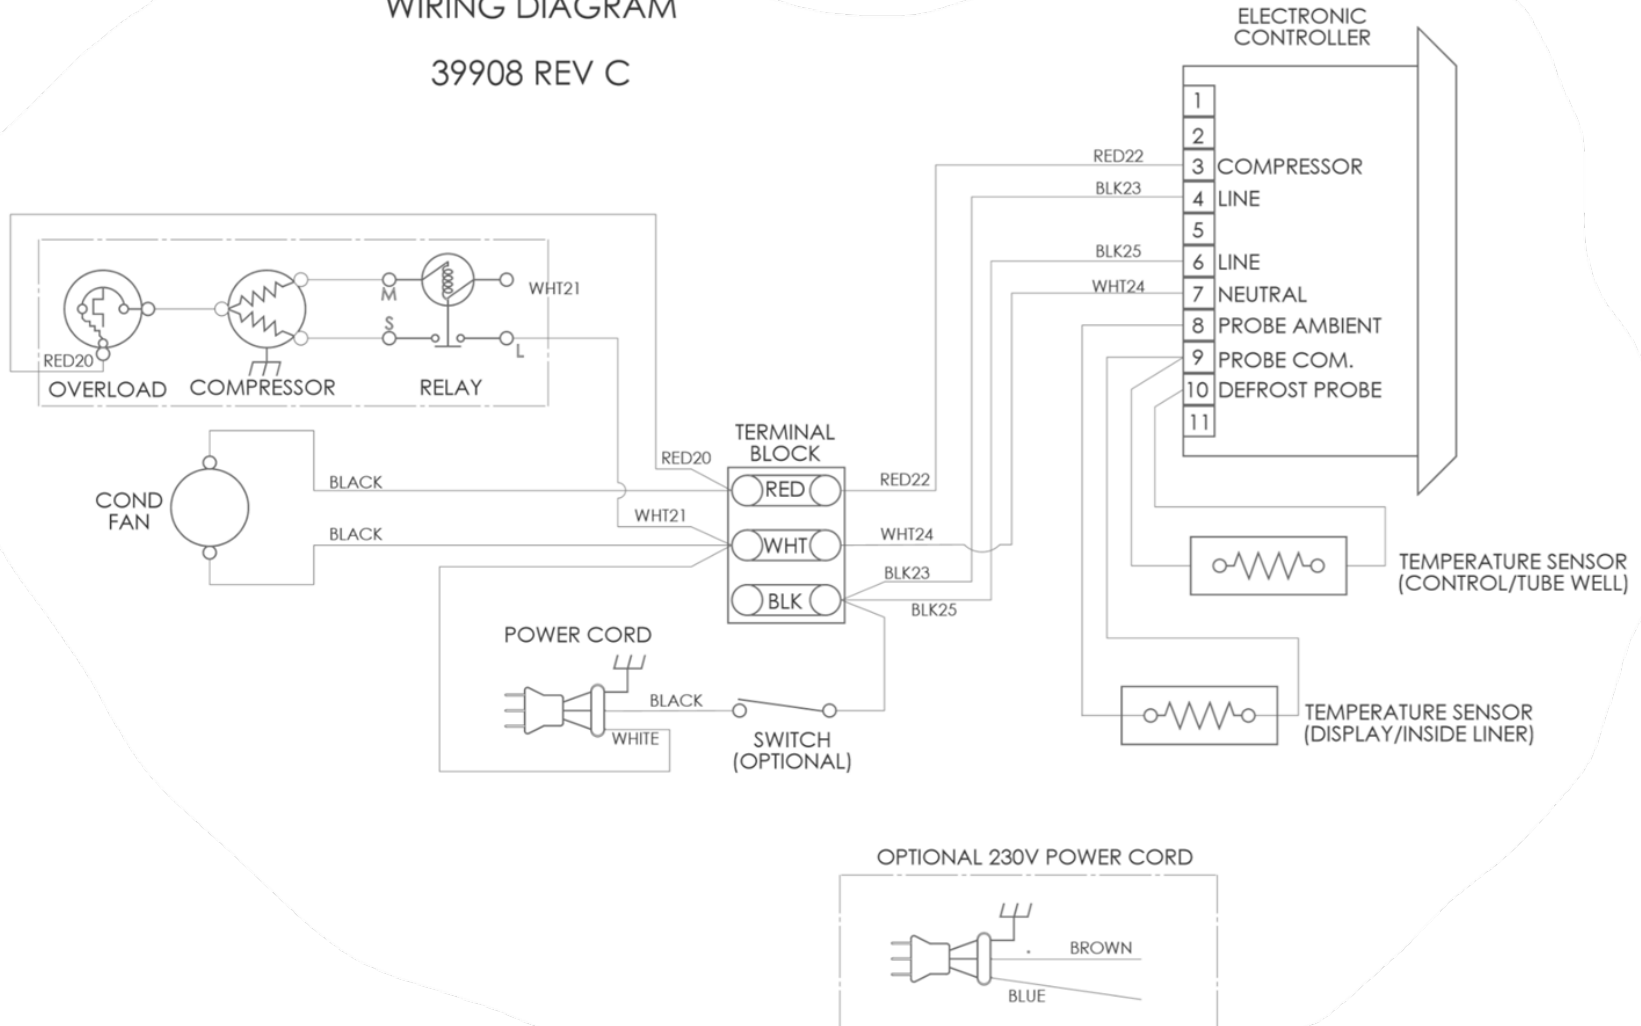 WIRING DIAGRAM
39908 REV C
ELECTRONIC
CONTROLLER
1
2
RED22
3 COMPRESSOR
BLK23
4 LINE
5
BLK25
6 LINE
WHT24
7 NEUTRAL
8 PROBE AMBIENT
9 PROBE COM.
10 DEFROST PROBE
11
WHT21
M
S
L
RED20
OVERLOAD
COMPRESSOR
RELAY
TERMINAL
BLOCK
RED20
RED
RED22
COND
FAN
BLACK
WHT21
BLACK
WHT
WHT24
BLK23
BLK
BLK25
TEMPERATURE SENSOR
(CONTROL/TUBE WELL)
POWER CORD
BLACK
WHITE
SWITCH
(OPTIONAL)
TEMPERATURE SENSOR
(DISPLAY/INSIDE LINER)
OPTIONAL 230V POWER CORD
BROWN
BLUE